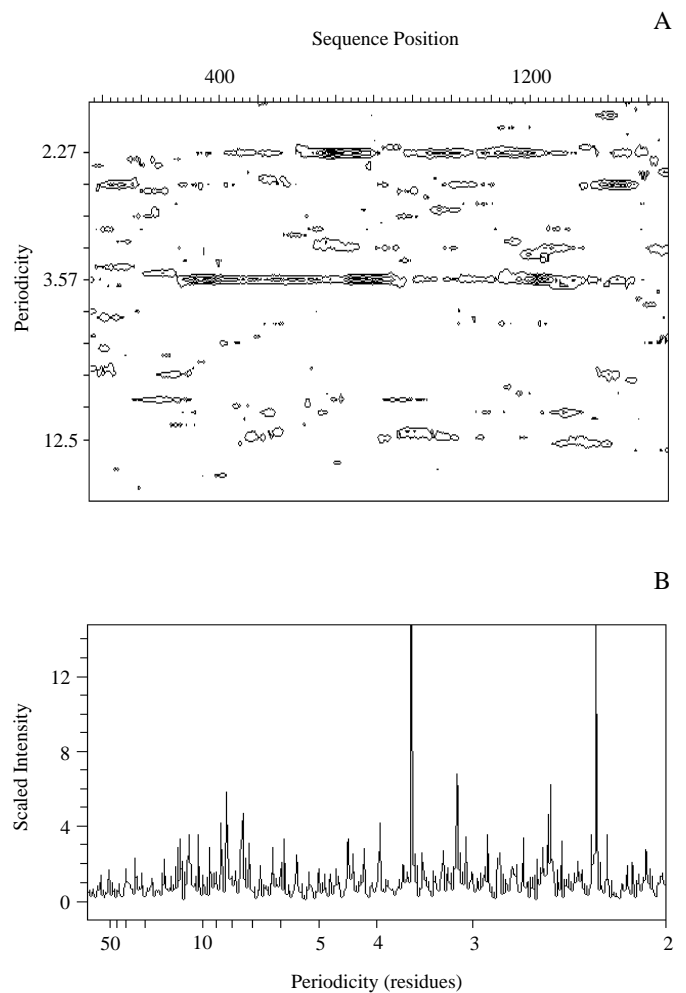 A
Sequence Position
400 1200
2.27
3.57
12.5
Periodicity
B
12
8
4
0
Scaled Intensity
50 10 5 4 3 2
Periodicity (residues)